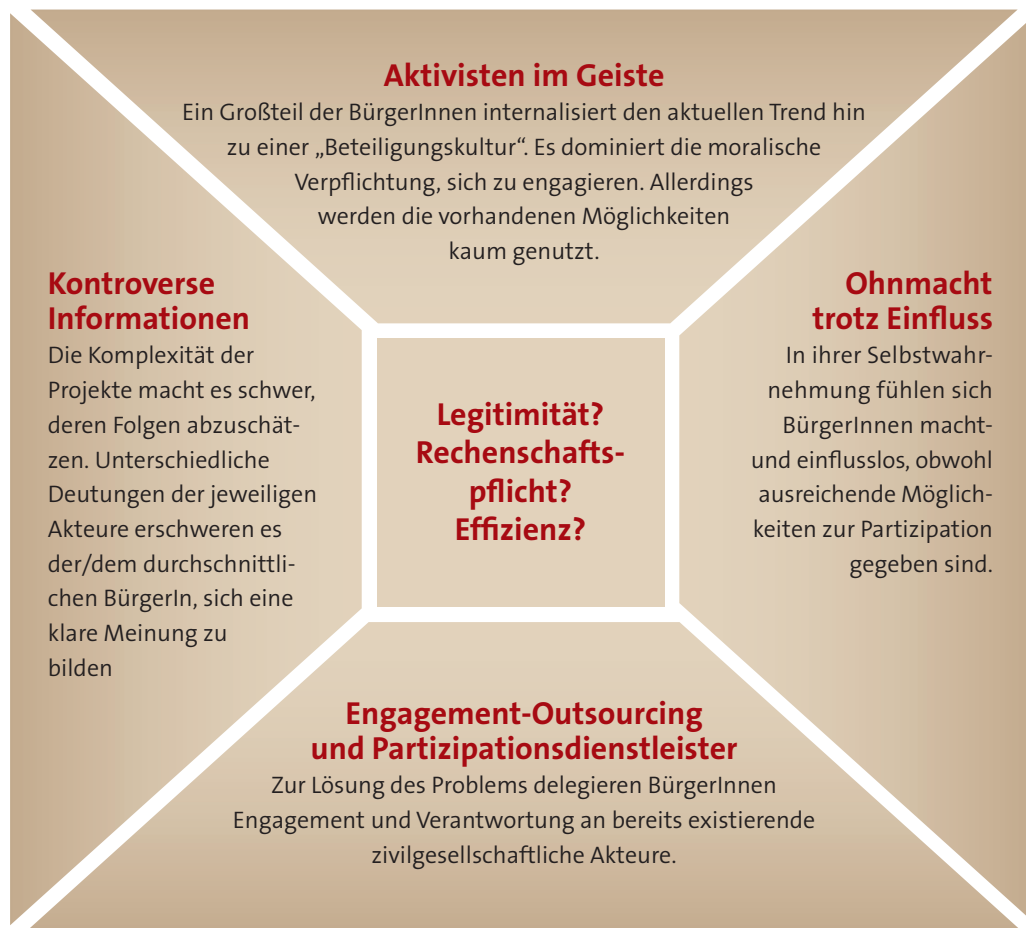 Aktivisten im Geiste
Ein Großteil der BürgerInnen internalisiert den aktuellen Trend hin
zu einer „Beteiligungskultur“. Es dominiert die moralische
Verpflichtung, sich zu engagieren. Allerdings
werden die vorhandenen Möglichkeiten
kaum genutzt.
Kontroverse
Informationen
Die Komplexität der
Projekte macht es schwer,
deren Folgen abzuschät-
zen. Unterschiedliche
Deutungen der jeweiligen
Akteure erschweren es
der/dem durchschnittli-
chen BürgerIn, sich eine
klare Meinung zu
bilden
Legitimität?
Rechenschafts-
pflicht?
Effizienz?
Ohnmacht
trotz Einfluss
In ihrer Selbstwahr-
nehmung fühlen sich
BürgerInnen macht-
und einflusslos, obwohl
ausreichende Möglich-
keiten zur Partizipation
gegeben sind.
Engagement-Outsourcing
und Partizipationsdienstleister
Zur Lösung des Problems delegieren BürgerInnen
Engagement und Verantwortung an bereits existierende
zivilgesellschaftliche Akteure.